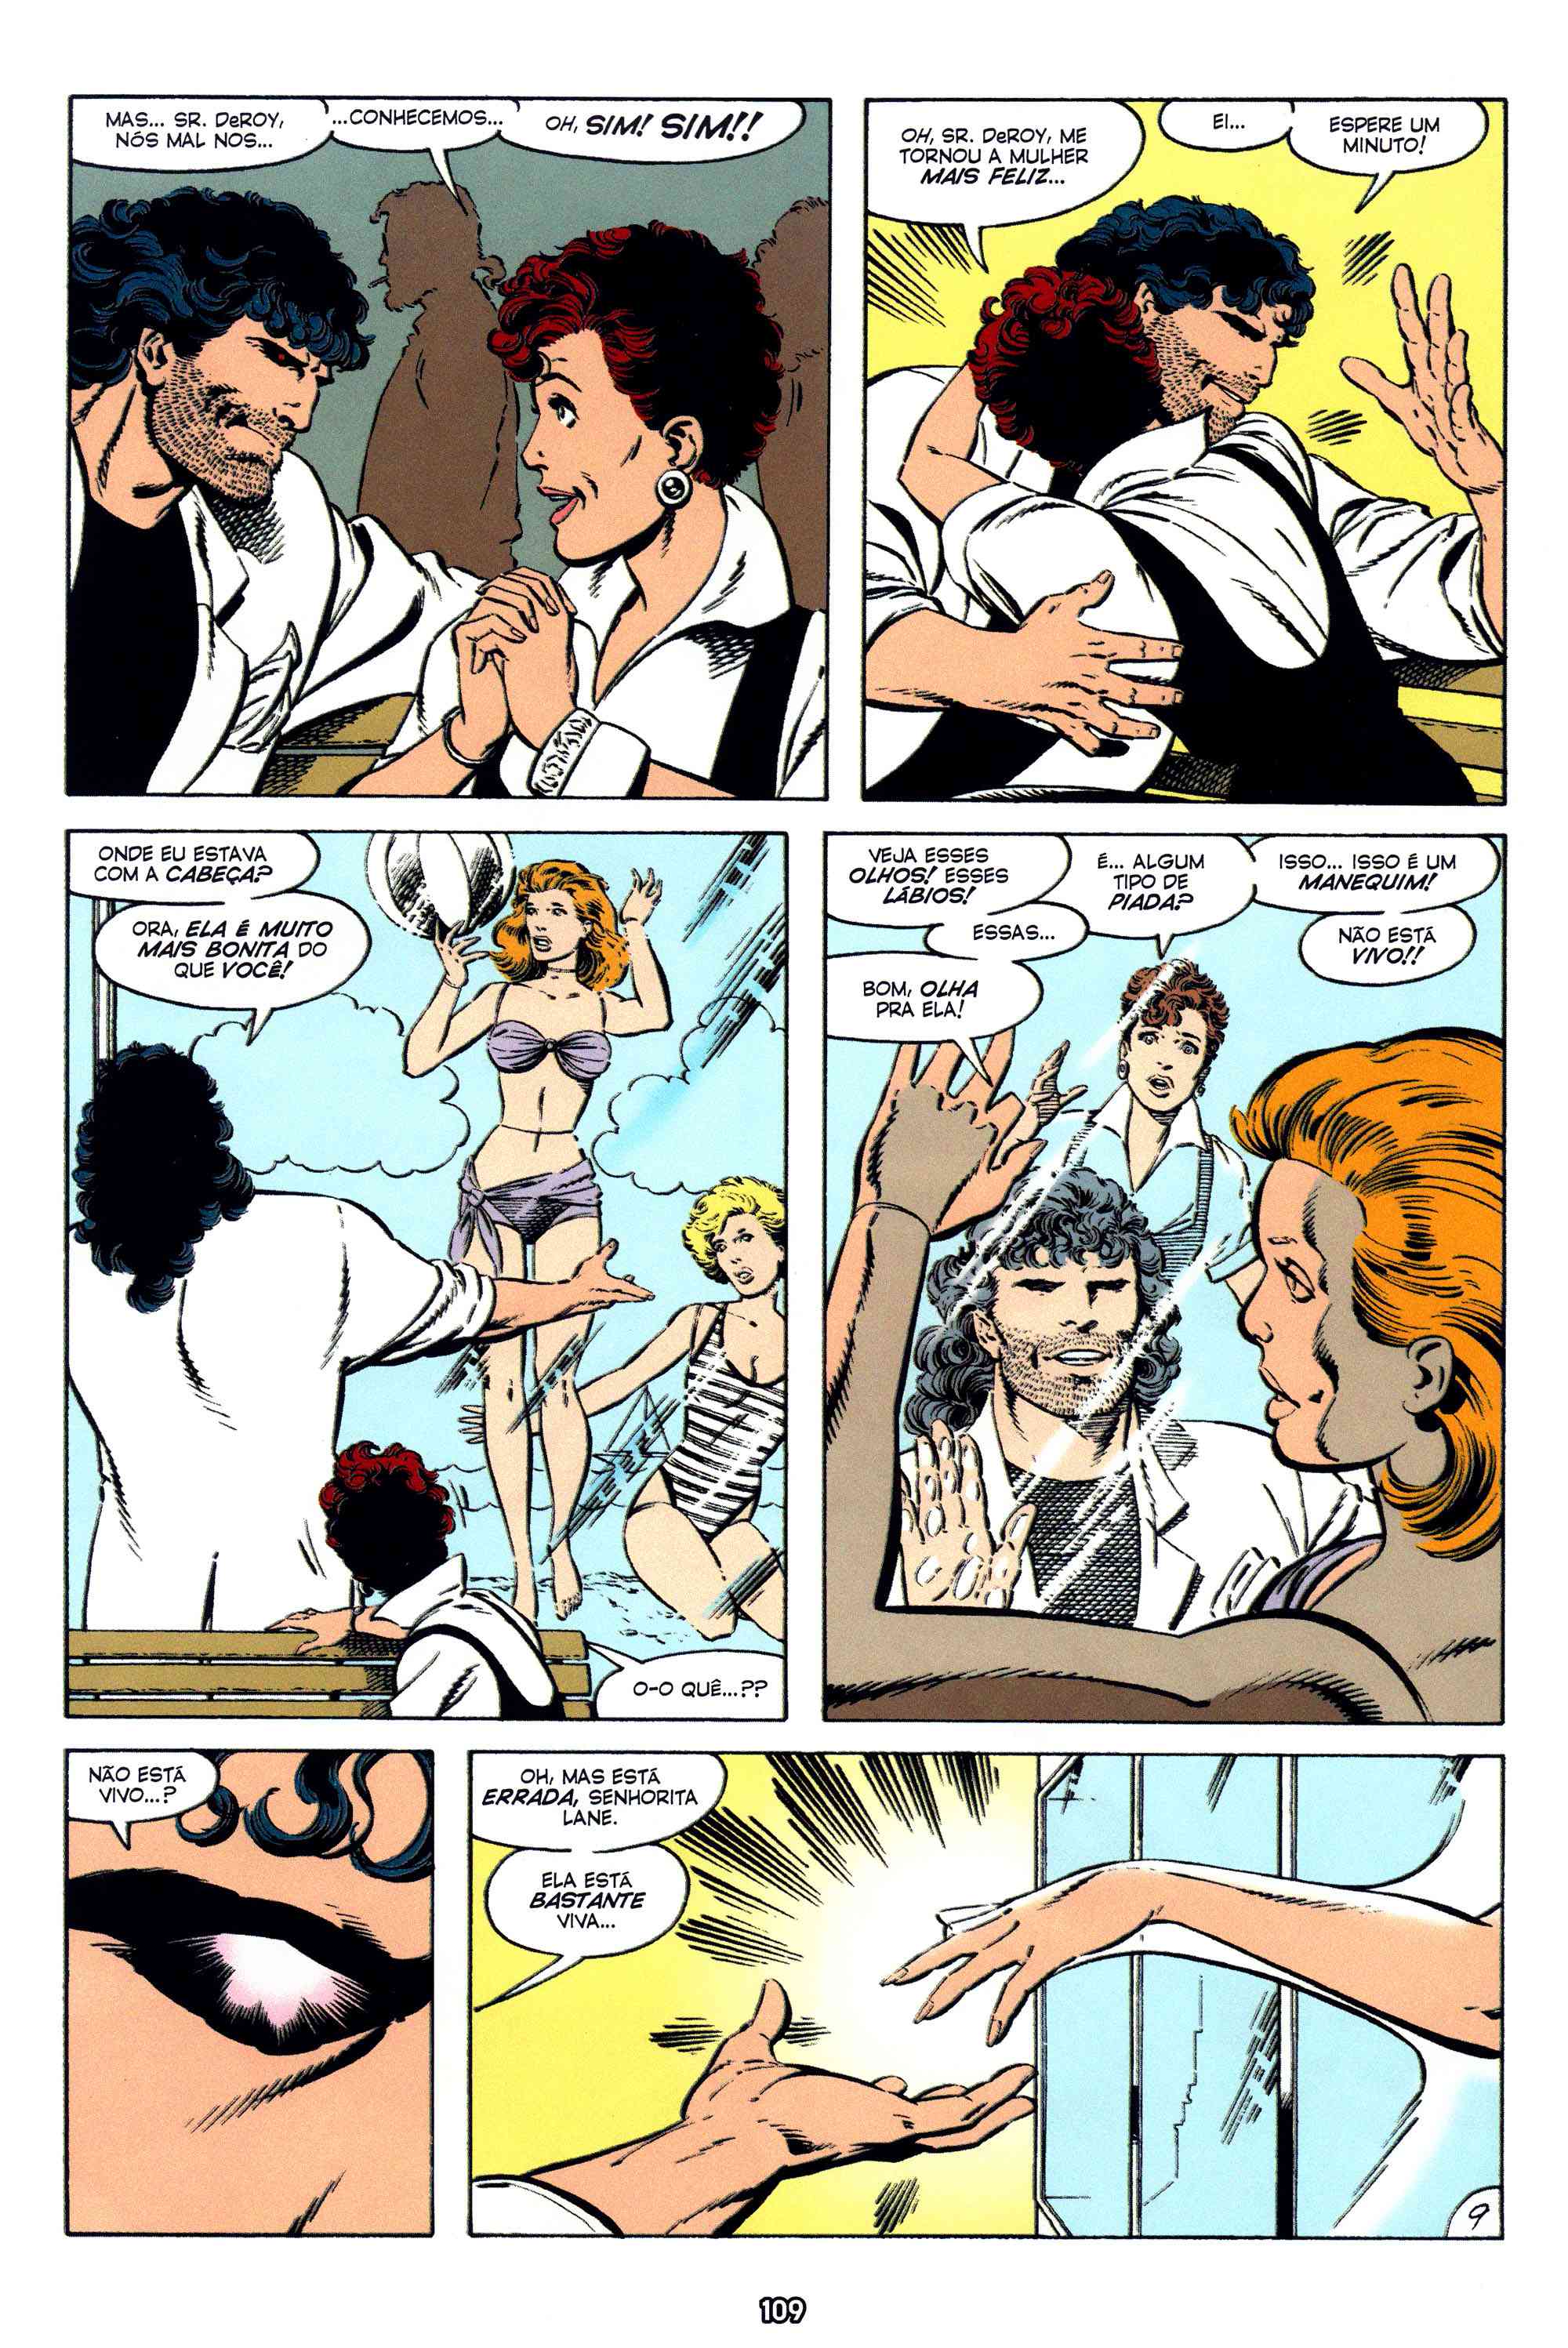 MAS... SR. DeROY,
NÓS MAL NOS...
...CONHECEMOS...
OH, SIM! SIM!!
OH, SR. DeROY, ME
TORNOU A MULHER
MAIS FELIZ...
EI...
ESPERE UM
MINUTO!
ONDE EU ESTAVA
COM A CABEÇA?
ORA, ELA É MUITO
MAIS BONITA DO
QUE VOCÊ!
O-O QUÊ...??
VEJA ESSES
OLHOS! ESSES
LÁBIOS!
ESSAS...
BOM, OLHA
PRA ELA!
É... ALGUM
TIPO DE
PIADA?
ISSO... ISSO É UM
MANEQUIM!
NÃO ESTÁ
VIVO!!
NÃO ESTÁ
VIVO...?
OH, MAS ESTÁ
ERRADA, SENHORITA
LANE.
ELA ESTÁ
BASTANTE
VIVA...
9
109